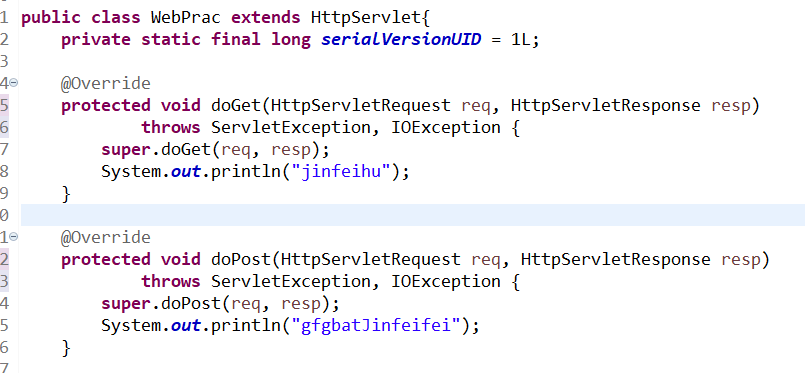 1 public class WebPrac extends HttpServlet{
2     private static final long serialVersionUID = 1L;
3
4     @Override
5     protected void doGet(HttpServletRequest req, HttpServletResponse resp)
6             throws ServletException, IOException {
7         super.doGet(req, resp);
8         System.out.println("jinfeihu");
9     }
0
1     @Override
2     protected void doPost(HttpServletRequest req, HttpServletResponse resp)
3             throws ServletException, IOException {
4         super.doPost(req, resp);
5         System.out.println("gfgbatJinfeifei");
6     }
7